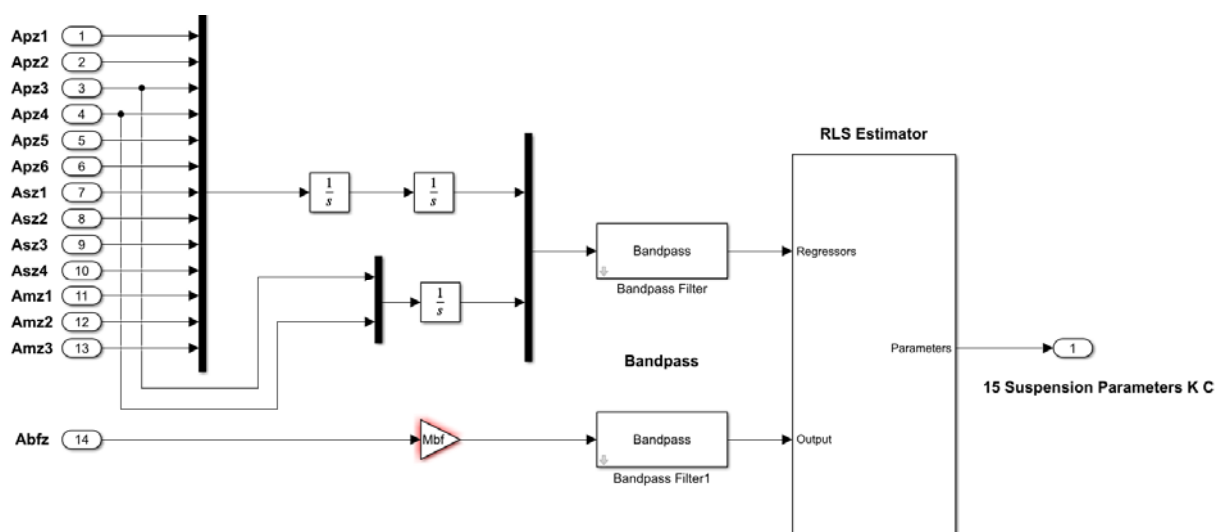 Apz1 1
Apz2 2
Apz3 3
Apz4 4
Apz5 5
Apz6 6
Asz1 7
Asz2 8
Asz3 9
Asz4 10
Amz1 11
Amz2 12
Amz3 13
1
s
1
s
1
s
Bandpass
Bandpass Filter
RLS Estimator
Regressors
Parameters
1
15 Suspension Parameters K C
Bandpass
Abfz 14
Mbf
Bandpass
Bandpass Filter1
Output